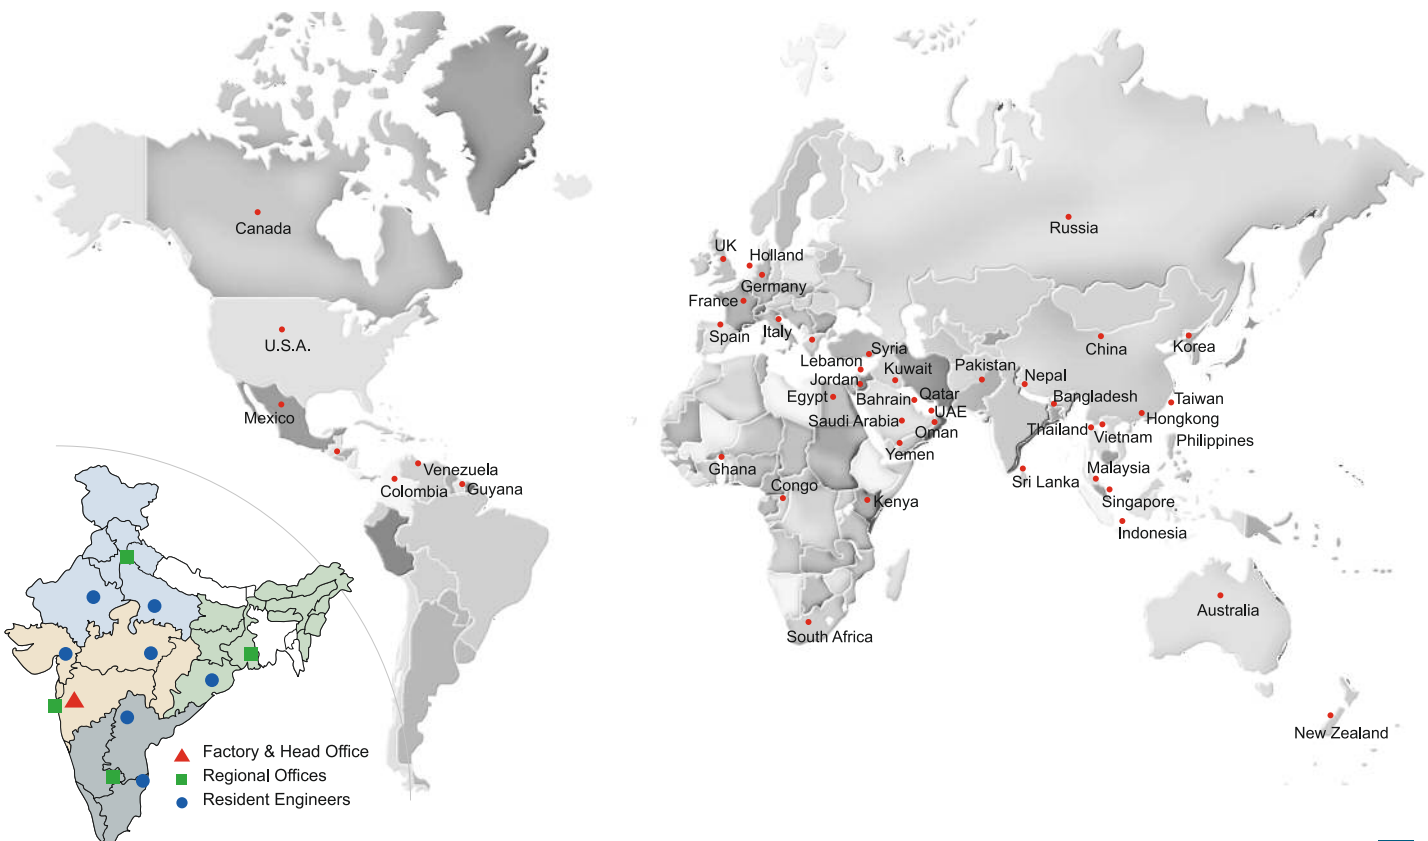 Canada
U.S.A.
Mexico
Venezuela
Colombia
Guyana
UK
Holland
Germany
France
Spain
Italy
Russia
Syria
Lebanon
Kuwait
Jordan
Egypt
Bahrain
Qatar
UAE
Saudi Arabia
Oman
Yemen
Pakistan
Nepal
Bangladesh
China
Korea
Taiwan
Hongkong
Thailand
Vietnam
Philippines
Malaysia
Sri Lanka
Singapore
Indonesia
Ghana
Congo
Kenya
South Africa
Australia
New Zealand
Factory & Head Office
Regional Offices
Resident Engineers